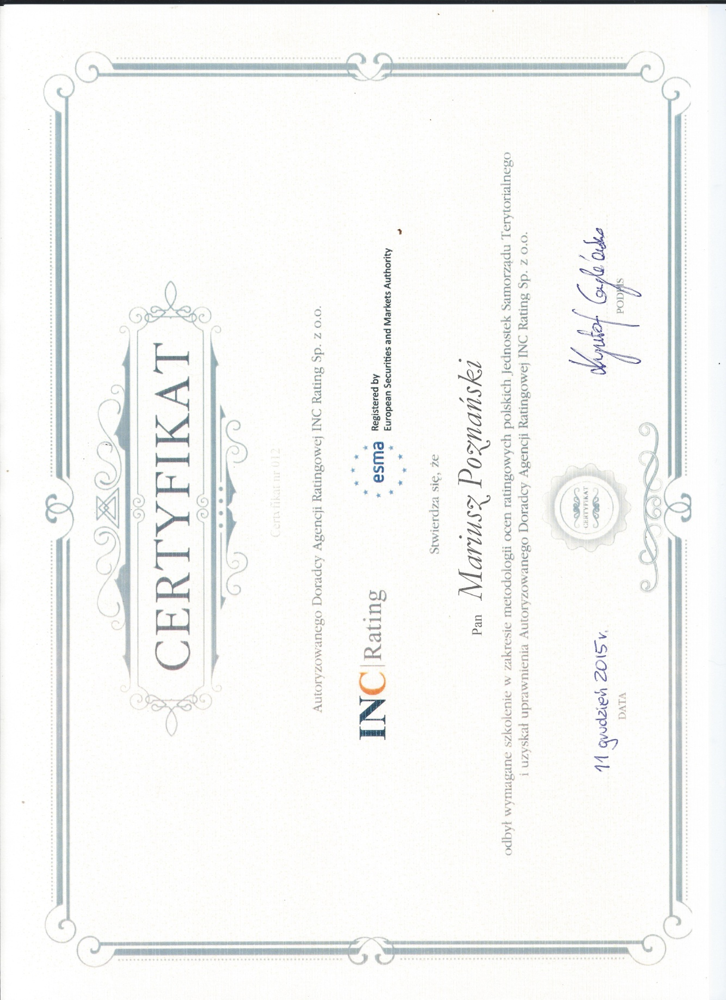 CERTYFIKAT
Certyfikat nr 012
Autoryzowanego Doradcy Agencji Ratingowej INC Rating Sp. z o.o.
INC|Rating
esma
Registered by
European Securities and Markets Authority
Stwierdza się, że
Pan Mariusz Poznański
odbył wymagane szkolenie w zakresie metodologii ocen ratingowych polskich Jednostek Samorządu Terytorialnego
i uzyskał uprawnienia Autoryzowanego Doradcy Agencji Ratingowej INC Rating Sp. z o.o.
11 grudzień 2015r.
DATA
CERTYFIKAT
Krzysztof
PODPIS